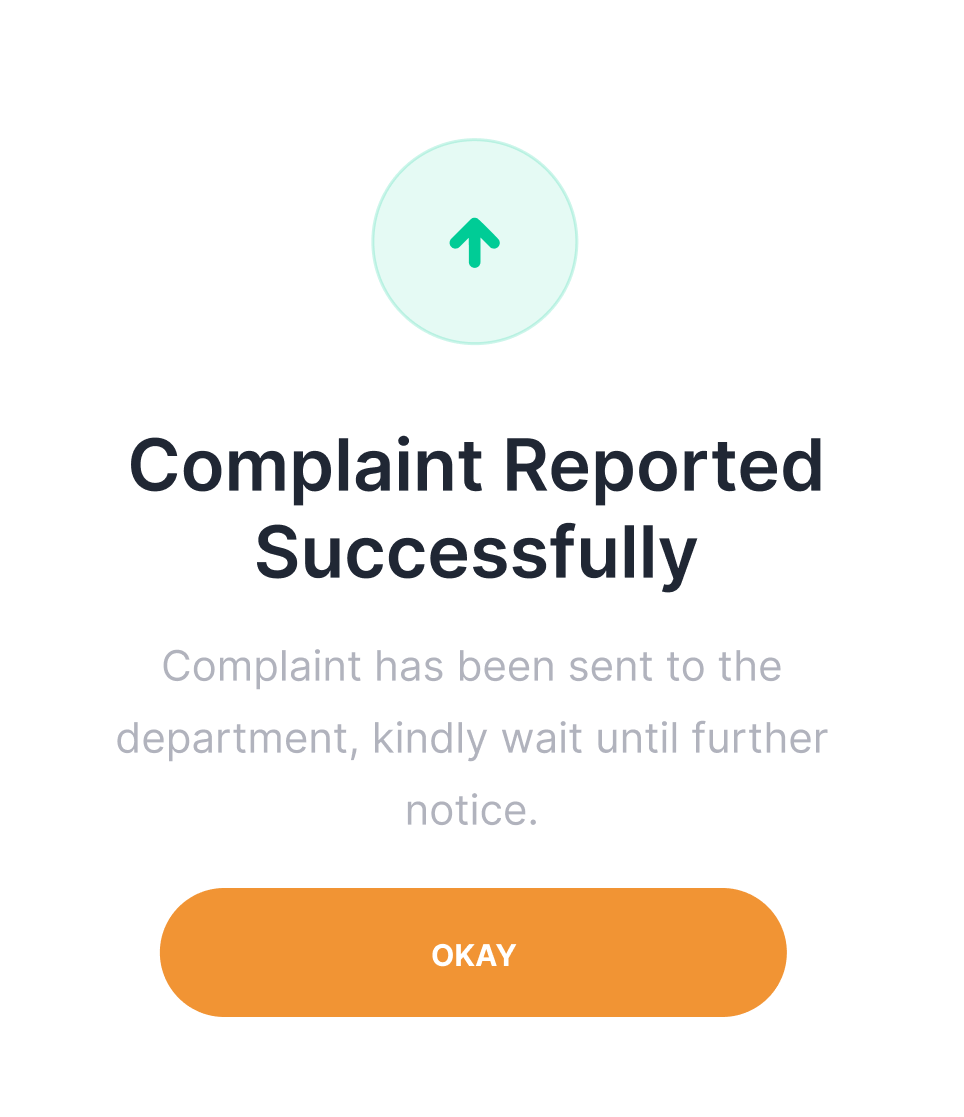 Complaint Reported
Successfully
Complaint has been sent to the
department, kindly wait until further
notice.
OKAY